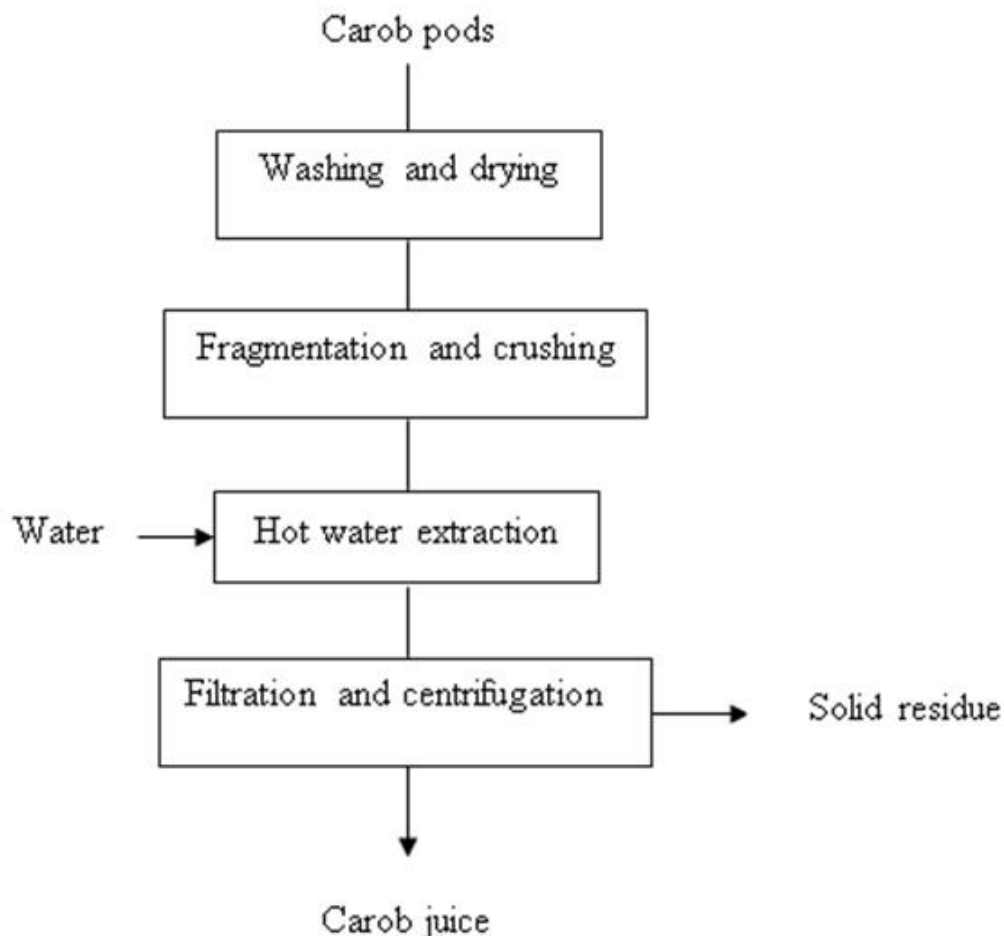 Carob pods
Washing and drying
Fragmentation and crushing
Water
Hot water extraction
Filtration and centrifugation
Solid residue
Carob juice